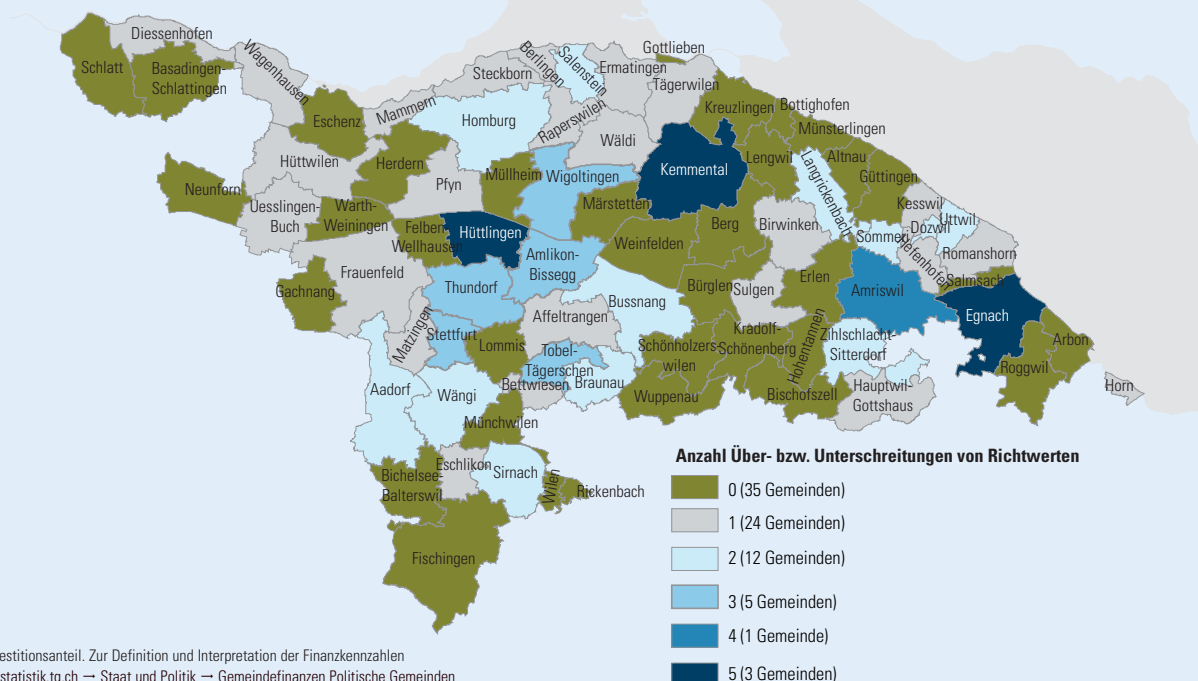 Diessenhofen
Gottlieben
Wagenhausen
Berlingen
Salenstein
Schlatt
Basadingen-
Schlattingen
Steckborn
Ermatingen
Tägerwilen
Mammern
Kreuzlingen
Bottighofen
Eschenz
Homburg
Raperswilen
Wäldi
Münsterlingen
Hüttwilen
Herdern
Kemmental
Lengwil
Langrickenbach
Altnau
Güttingen
Neunforn
Pfyn
Müllheim
Wigoltingen
Kesswil
Uesslingen-
Buch
Warth-
Weiningen
Märstetten
Uttwil
Dozwil
Felben-
Wellhausen
Hüttlingen
Berg
Birwinken
Sommeri
Hefenhofen
Romanshorn
Weinfelden
Amlikon-
Bissegg
Frauenfeld
Salmsach
Gachnang
Thundorf
Bürglen
Sulgen
Erlen
Amriswil
Bussnang
Egnach
Affeltrangen
Matzingen
Stettfurt
Lommis
Kradolf-
Schönenberg
Hohentannen
Zihlschlacht-
Sitterdorf
Arbon
Schönholzers-
wilen
Tobel-
Tägerschen
Roggwil
Aadorf
Bettwiesen
Braunau
Wängi
Wuppenau
Bischofszell
Hauptwil-
Gottshaus
Horn
Münchwilen
Eschlikon
Sirnach
Bichelsee-
Balterswil
Wilen
Rickenbach
Fischingen
Anzahl Über- bzw. Unterschreitungen von Richtwerten
0 (35 Gemeinden)
1 (24 Gemeinden)
2 (12 Gemeinden)
3 (5 Gemeinden)
4 (1 Gemeinde)
5 (3 Gemeinden)
estitionsanteil. Zur Definition und Interpretation der Finanzkennzahlen
statistik.tg.ch → Staat und Politik → Gemeindefinanzen Politische Gemeinden